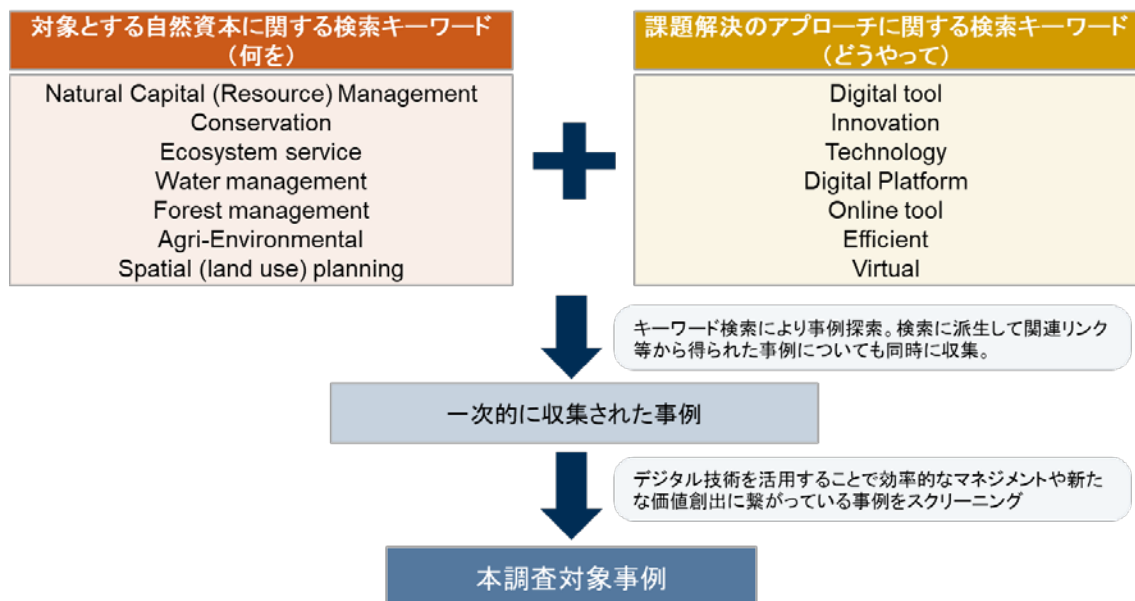 対象とする自然資本に関する検索キーワード
(何を)
Natural Capital (Resource) Management
Conservation
Ecosystem service
Water management
Forest management
Agri-Environmental
Spatial (land use) planning
課題解決のアプローチに関する検索キーワード
(どうやって)
Digital tool
Innovation
Technology
Digital Platform
Online tool
Efficient
Virtual
キーワード検索により事例探索。検索に派生して関連リンク
等から得られた事例についても同時に収集。
一次的に収集された事例
デジタル技術を活用することで効率的なマネジメントや新た
な価値創出に繋がっている事例をスクリーニング
本調査対象事例